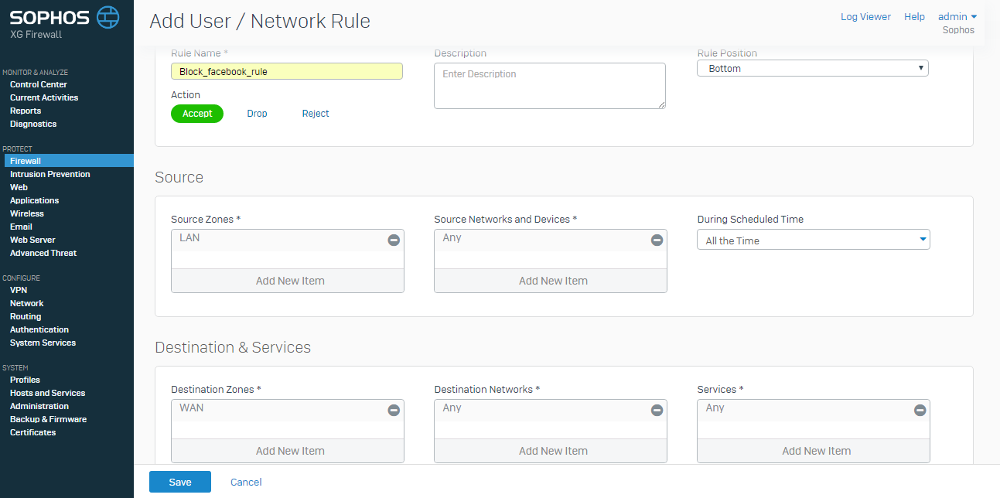 SOPHOS
XG Firewall
Add User / Network Rule
Log Viewer Help admin
Sophos
MONITOR & ANALYZE
Control Center
Current Activities
Reports
Diagnostics
PROTECT
Firewall
Intrusion Prevention
Web
Applications
Wireless
Email
Web Server
Advanced Threat
CONFIGURE
VPN
Network
Routing
Authentication
System Services
SYSTEM
Profiles
Hosts and Services
Administration
Backup & Firmware
Certificates
Rule Name * Description Rule Position
Block_facebook_rule Enter Description Bottom
Action
Accept Drop Reject
Source
Source Zones * Source Networks and Devices * During Scheduled Time
LAN Any All the Time
Add New Item Add New Item
Destination & Services
Destination Zones * Destination Networks * Services *
WAN Any Any
Add New Item Add New Item Add New Item
Save Cancel